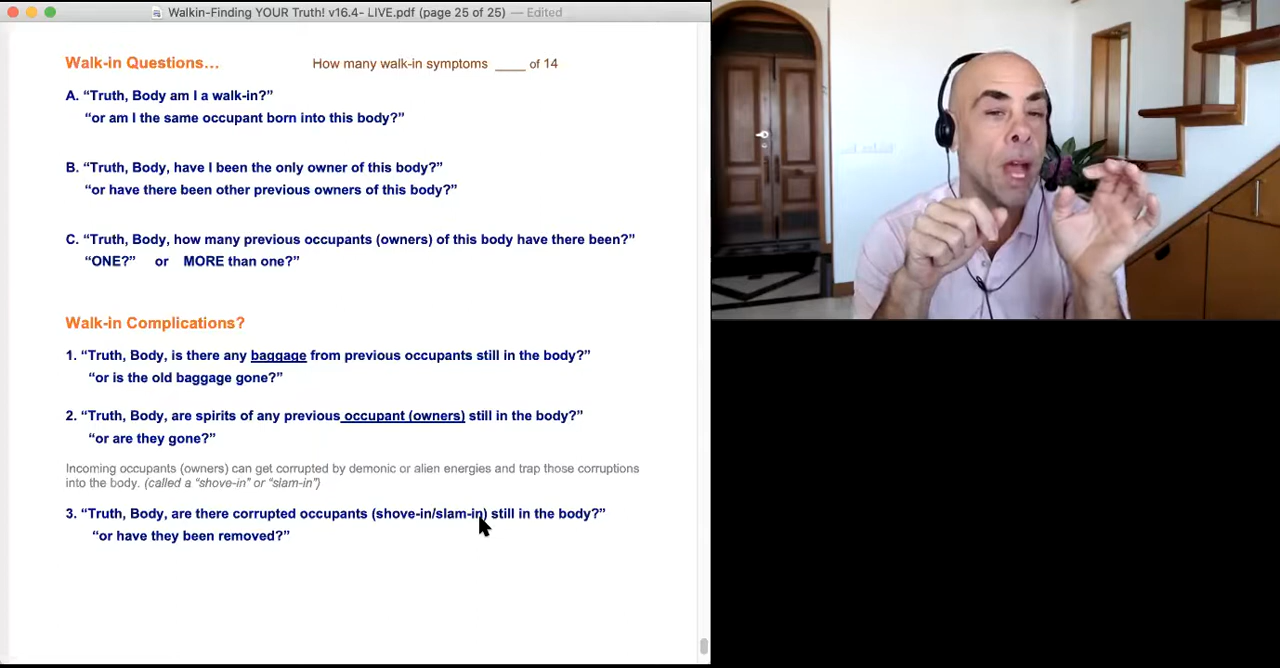 Walkin-Finding YOUR Truth! v16.4- LIVE.pdf (page 25 of 25) — Edited
Walk-in Questions… How many walk-in symptoms ____ of 14
A. “Truth, Body am I a walk-in?”
“or am I the same occupant born into this body?”
B. “Truth, Body, have I been the only owner of this body?”
“or have there been other previous owners of this body?”
C. “Truth, Body, how many previous occupants (owners) of this body have there been?”
“ONE?” or MORE than one?”
Walk-in Complications?
1. “Truth, Body, is there any baggage from previous occupants still in the body?”
“or is the old baggage gone?”
2. “Truth, Body, are spirits of any previous occupant (owners) still in the body?”
“or are they gone?”
Incoming occupants (owners) can get corrupted by demonic or alien energies and trap those corruptions
into the body. (called a “shove-in” or “slam-in”)
3. “Truth, Body, are there corrupted occupants (shove-in/slam-in) still in the body?”
“or have they been removed?”